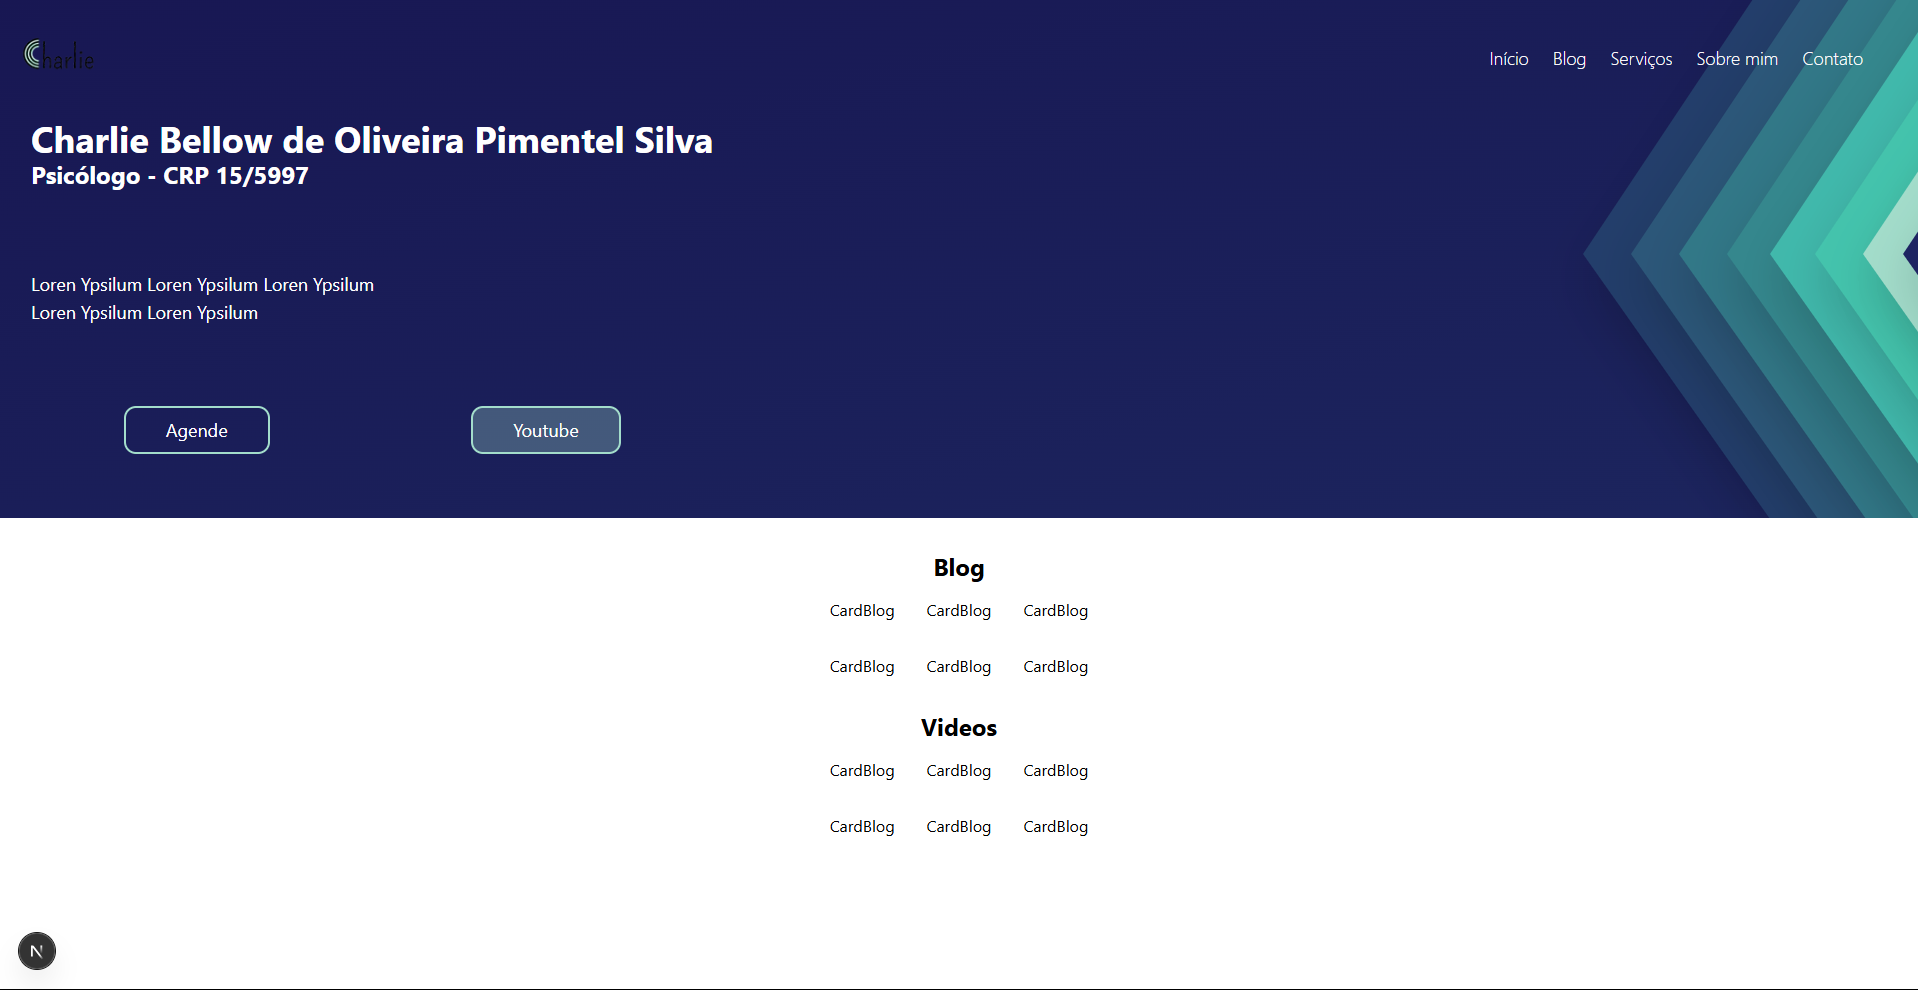 Charlie
Início Blog Serviços Sobre mim Contato
Charlie Bellow de Oliveira Pimentel Silva
Psicólogo - CRP 15/5997
Loren Ypsilum Loren Ypsilum Loren Ypsilum
Loren Ypsilum Loren Ypsilum
Agende Youtube
Blog
CardBlog CardBlog CardBlog
CardBlog CardBlog CardBlog
Videos
CardBlog CardBlog CardBlog
CardBlog CardBlog CardBlog
N